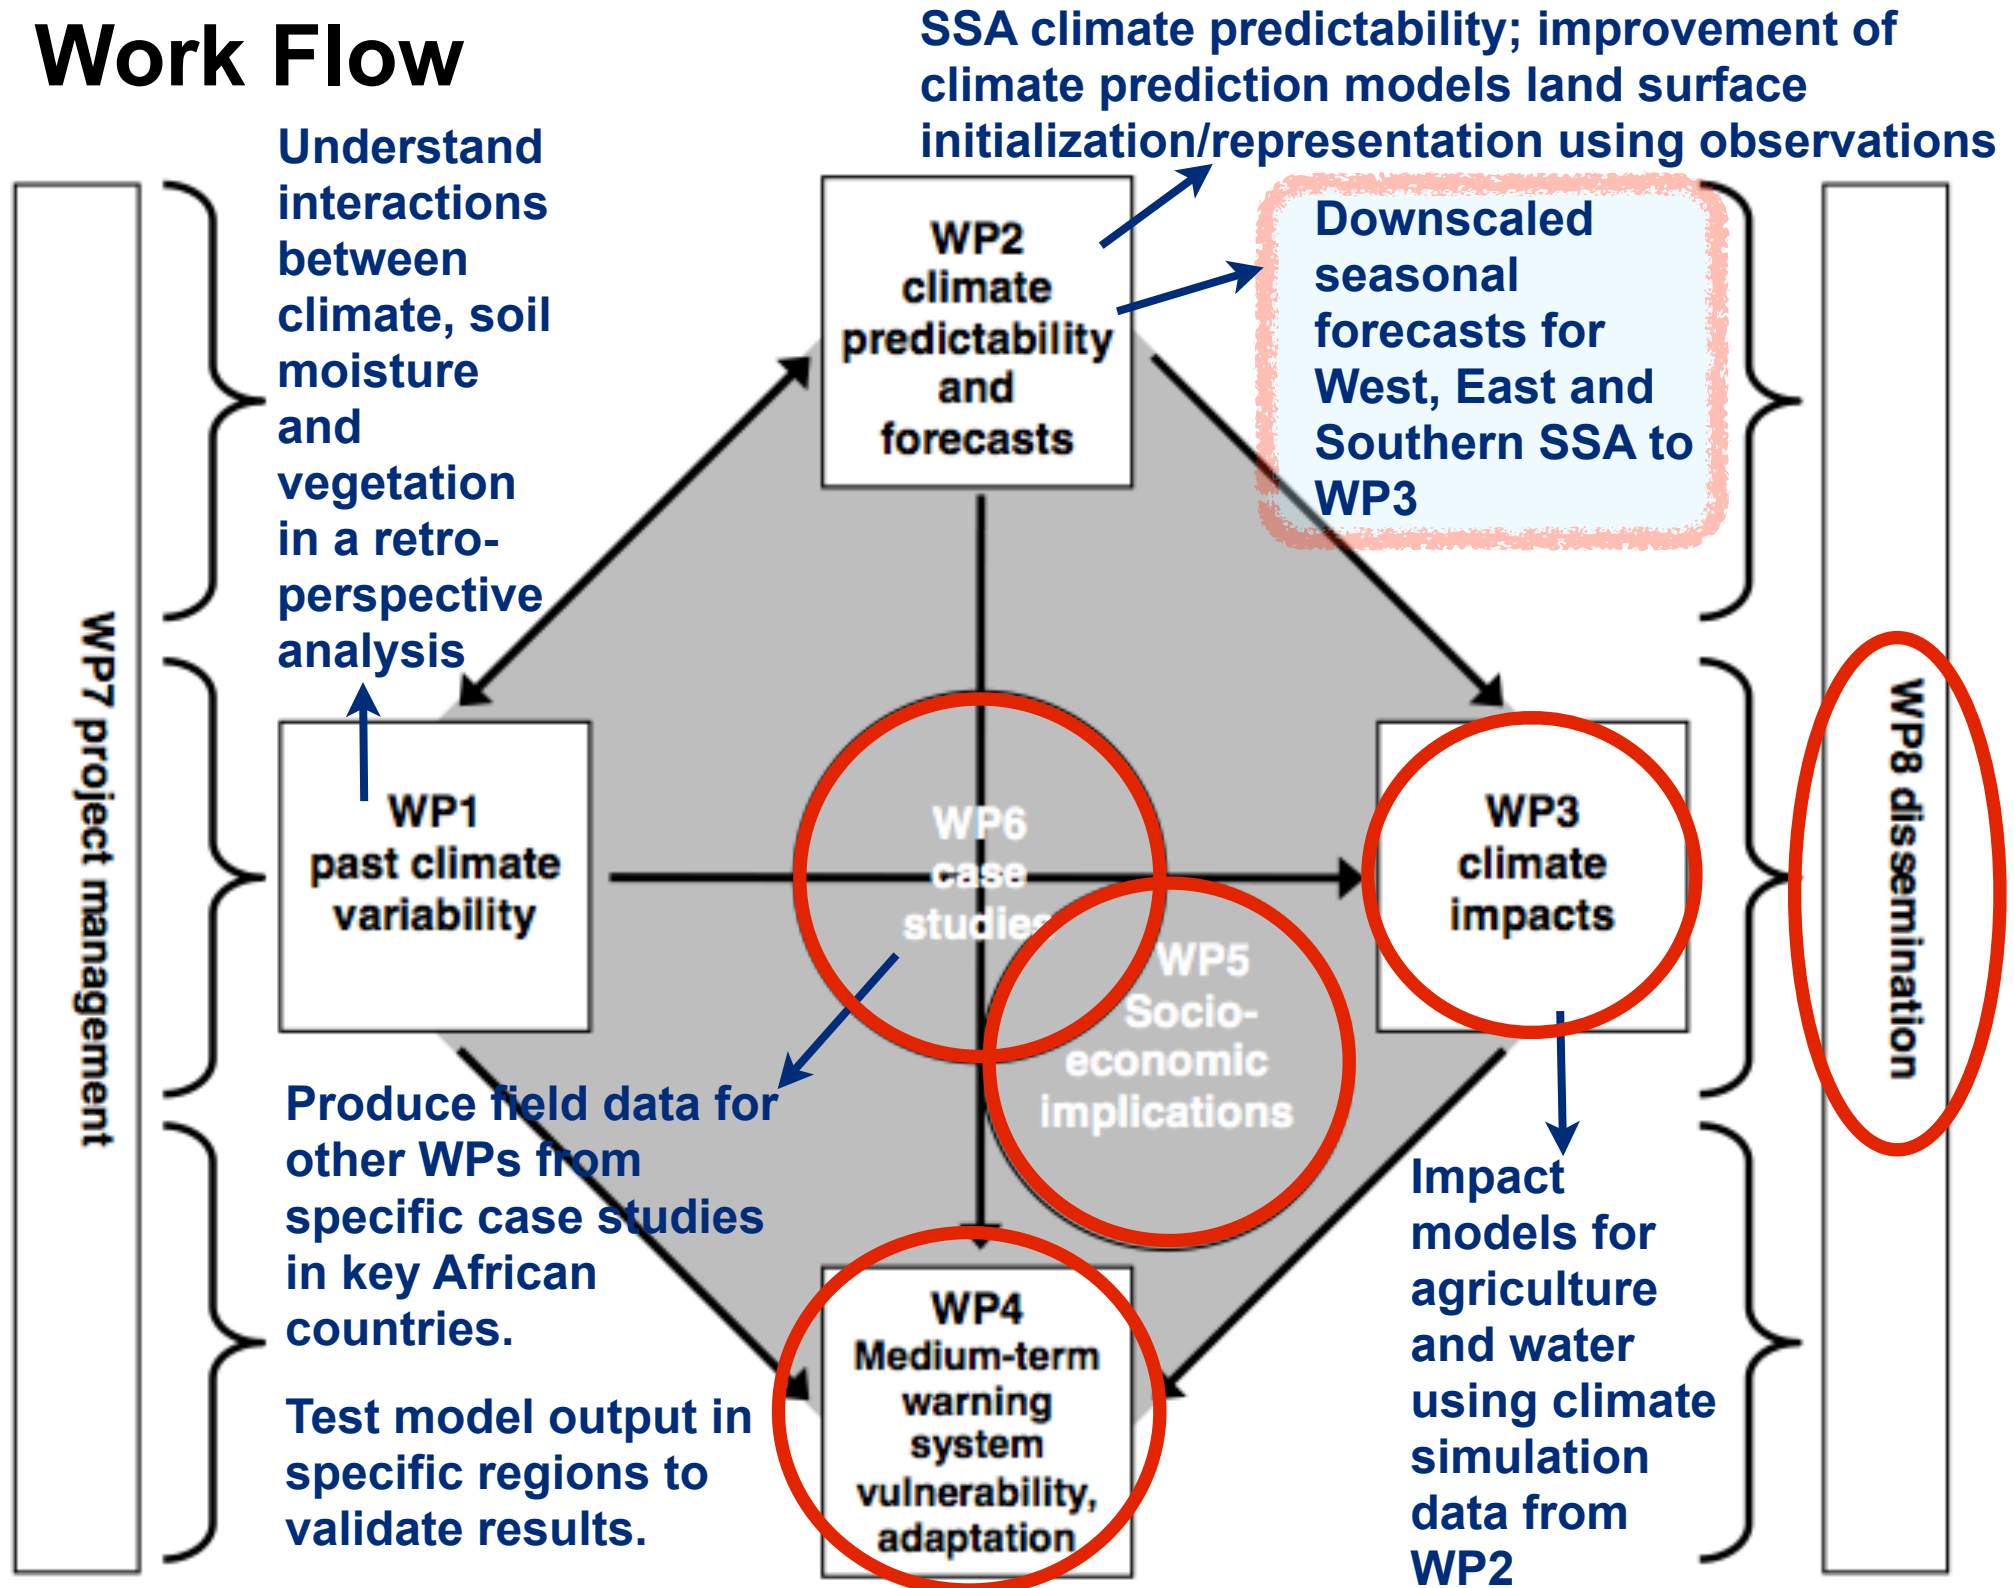 Work Flow
SSA climate predictability; improvement of
climate prediction models land surface
initialization/representation using observations
Understand
interactions
between
climate, soil
moisture
and
vegetation
in a retro-
perspective
analysis
WP2
climate
predictability
and
forecasts
Downscaled
seasonal
forecasts for
West, East and
Southern SSA to
WP3
WP7 project management
WP1
past climate
variability
WP6
case
studies
WP5
Socio-
economic
implications
WP3
climate
impacts
WP8 dissemination
Produce field data for
other WPs from
specific case studies
in key African
countries.
Test model output in
specific regions to
validate results.
WP4
Medium-term
warning
system
vulnerability,
adaptation
Impact
models for
agriculture
and water
using climate
simulation
data from
WP2